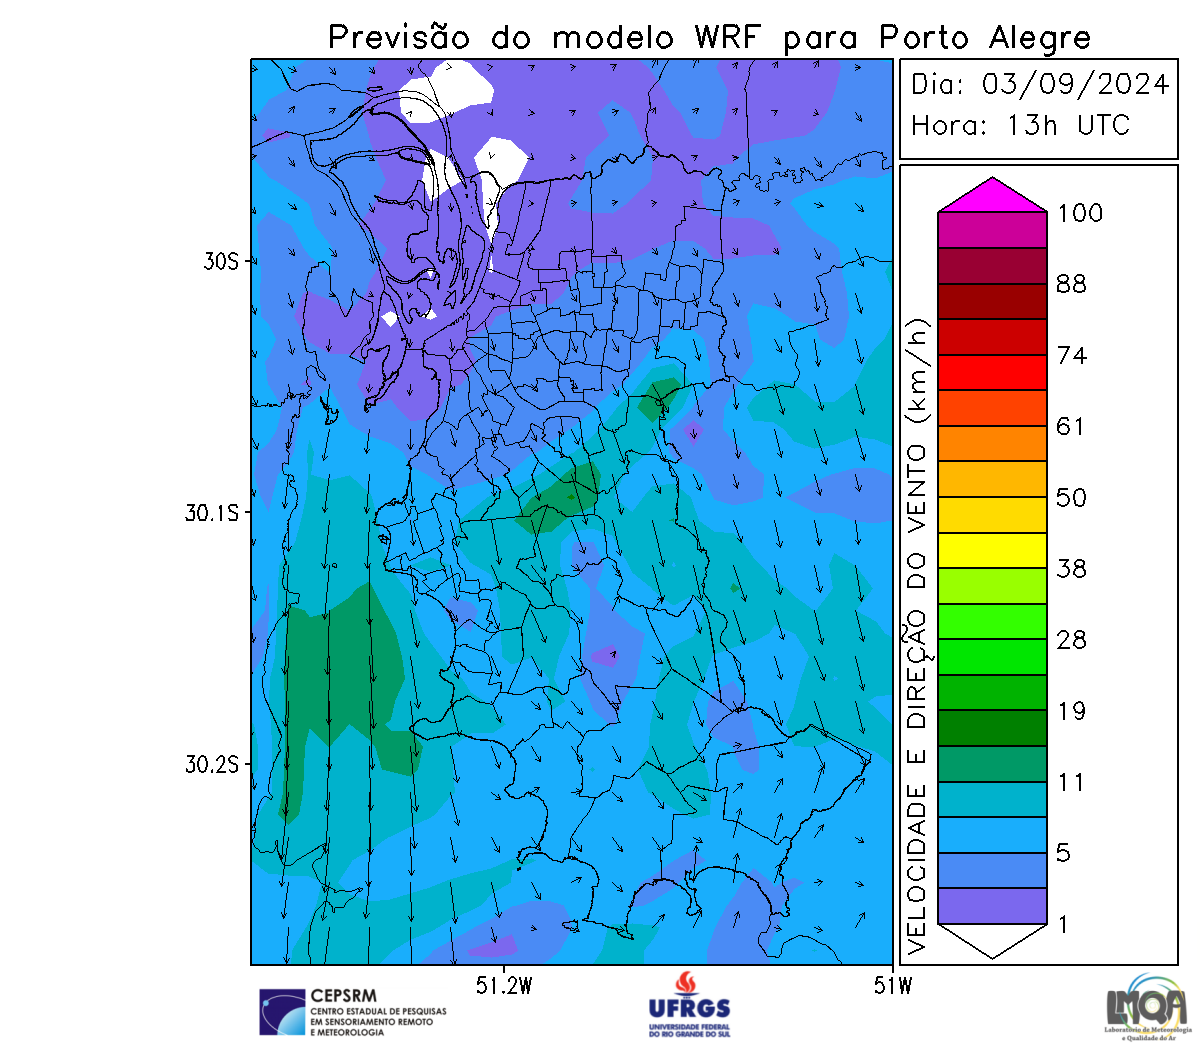 Previsão do modelo WRF para Porto Alegre
Dia: 03/09/2024
Hora: 13h UTC
VELOCIDADE E DIREÇÃO DO VENTO (km/h)
100
88
74
61
50
38
28
19
11
5
1
30S
30.1S
30.2S
51.2W
51W
CEPSRM
CENTRO ESTADUAL DE PESQUISAS
EM SENSORIAMENTO REMOTO
E METEOROLOGIA
UFRGS
UNIVERSIDADE FEDERAL
DO RIO GRANDE DO SUL
LMQA
Laboratório de Meteorologia
e Qualidade do Ar